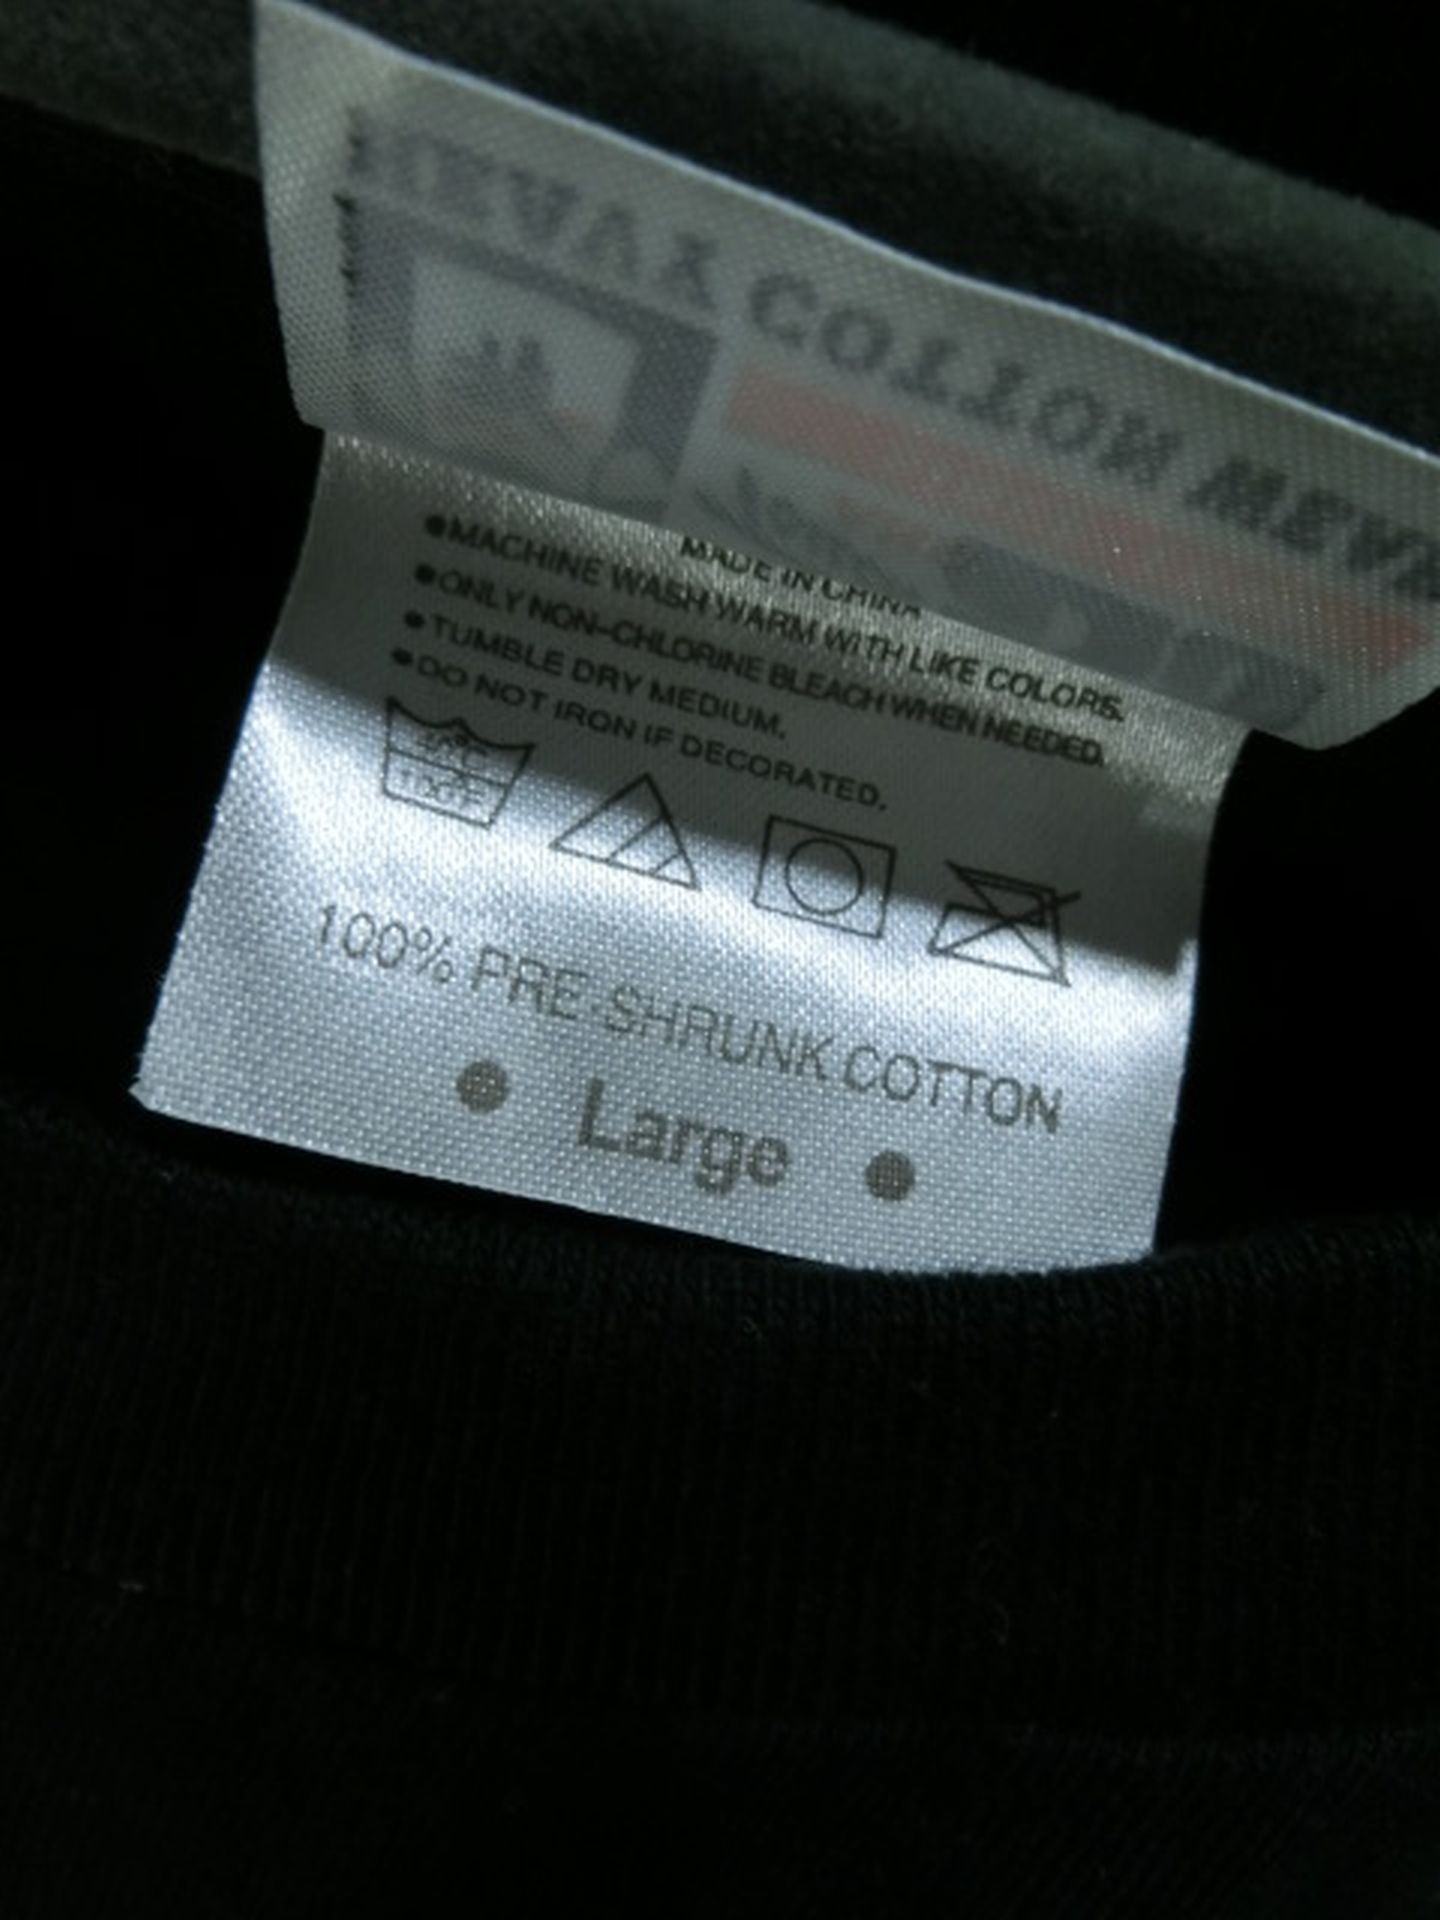 MADE IN CHINA
●MACHINE WASH WARM WITH LIKE COLORS.
●ONLY NON-CHLORINE BLEACH WHEN NEEDED.
●TUMBLE DRY MEDIUM.
●DO NOT IRON IF DECORATED.
100% PRE-SHRUNK COTTON
● Large ●